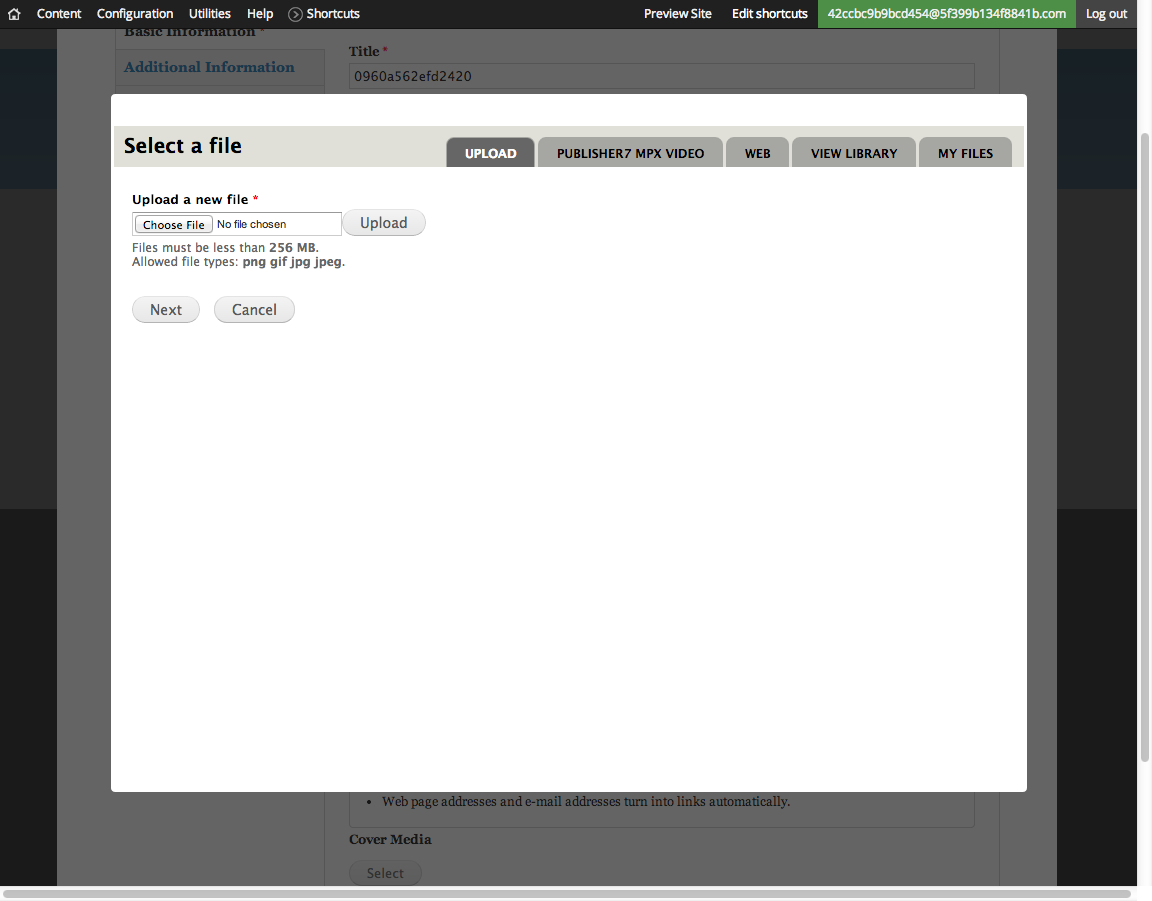 Content Configuration Utilities Help Shortcuts Preview Site Edit shortcuts 42ccbc9b9bcd454@5f399b134f8841b.com Log out
Basic Information *
Title *
Additional Information
0960a562efd2420
Select a file
UPLOAD PUBLISHER7 MPX VIDEO WEB VIEW LIBRARY MY FILES
Upload a new file *
Choose File No file chosen Upload
Files must be less than 256 MB.
Allowed file types: png gif jpg jpeg.
Next Cancel
• Web page addresses and e-mail addresses turn into links automatically.
Cover Media
Select